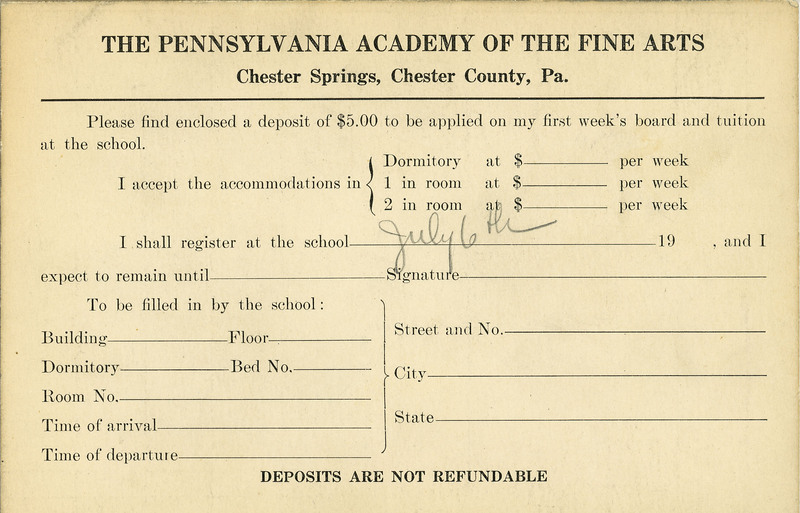 THE PENNSYLVANIA ACADEMY OF THE FINE ARTS
Chester Springs, Chester County, Pa.
Please find enclosed a deposit of $5.00 to be applied on my first week's board and tuition
at the school.
I accept the accommodations in
Dormitory at $ per week
1 in room at $ per week
2 in room at $ per week
I shall register at the school July 6th 19 , and I
expect to remain until Signature
To be filled in by the school:
Building Floor
Dormitory Bed No.
Room No.
Time of arrival
Time of departure
Street and No.
City
State
DEPOSITS ARE NOT REFUNDABLE